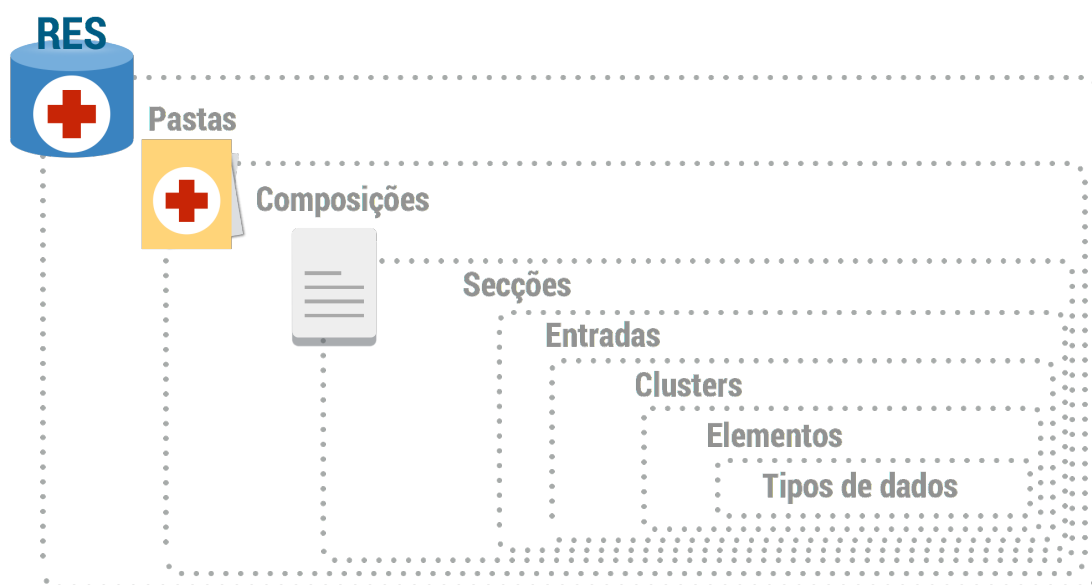 RES
Pastas
Composições
Secções
Entradas
Clusters
Elementos
Tipos de dados